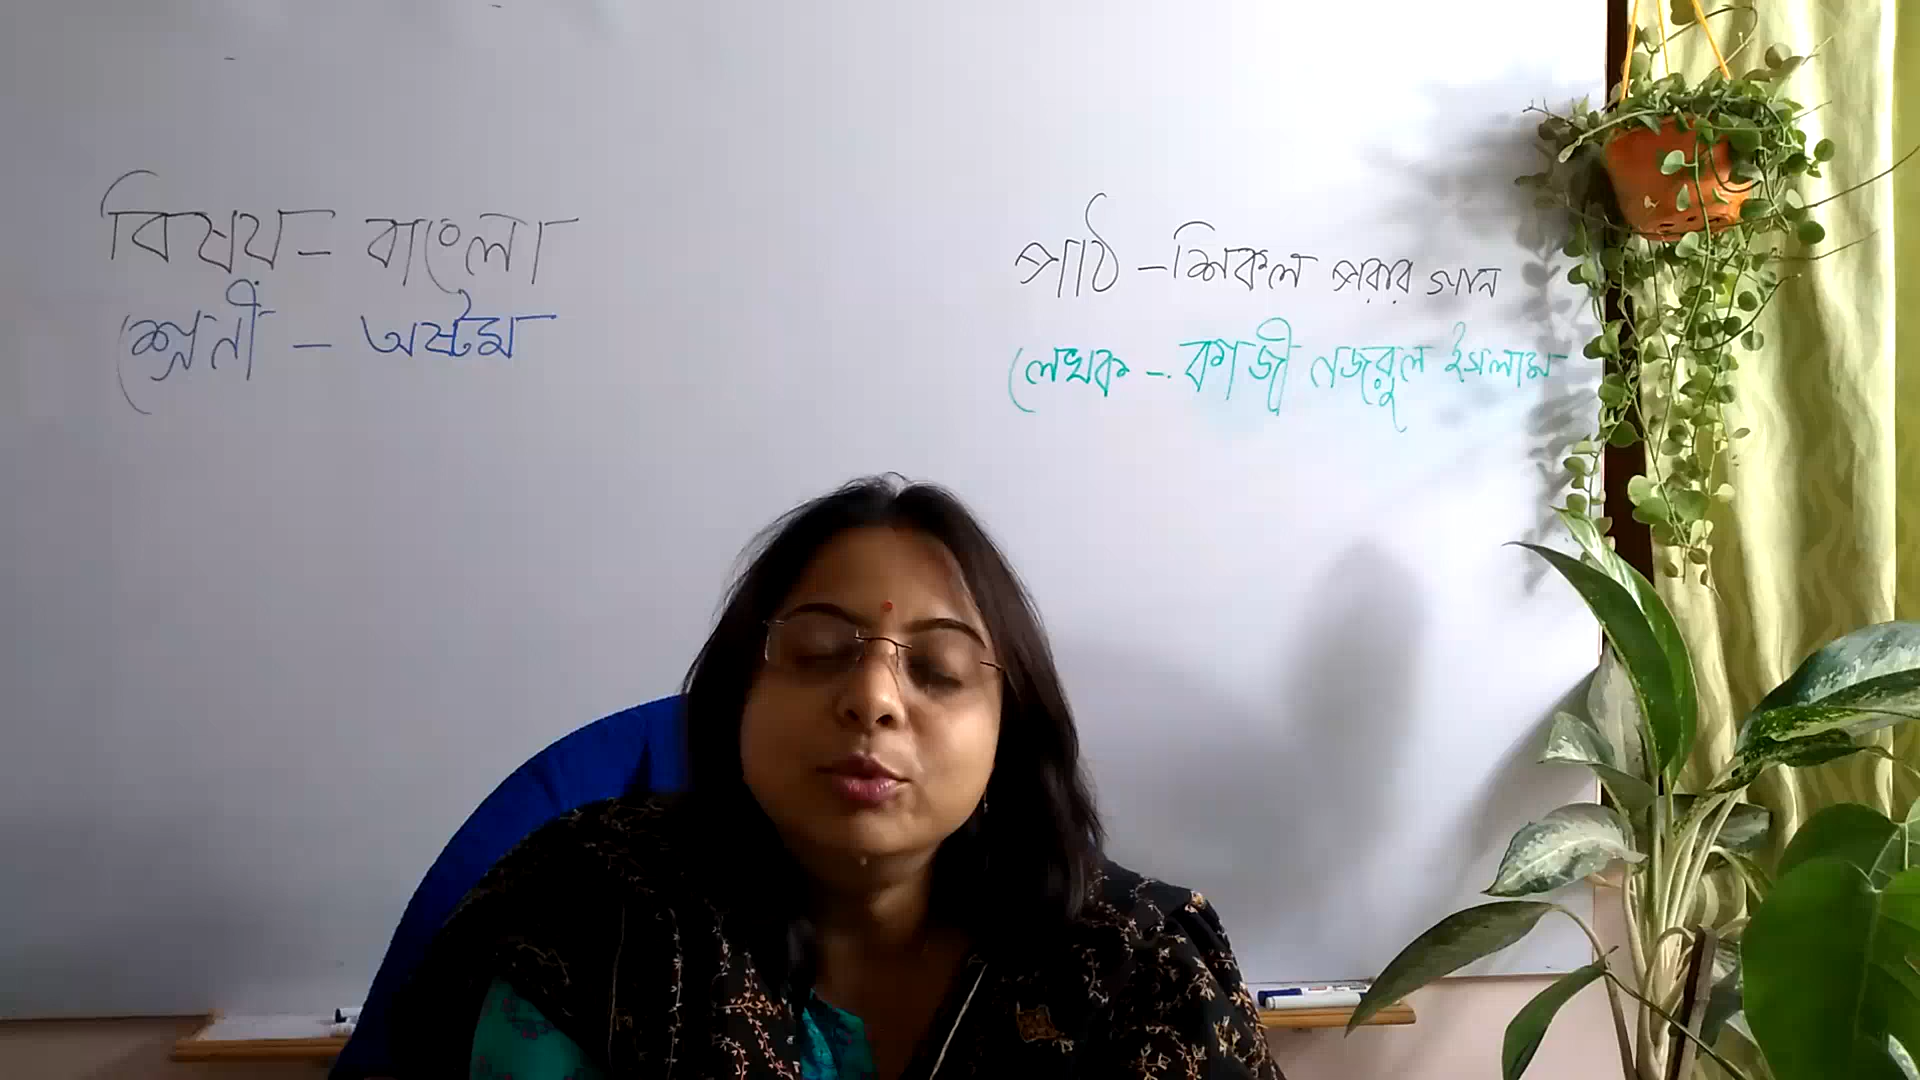 বিষয় - বাংলা
শ্রেনী - অষ্টম
পাঠ - শিকল পরার গান
লেখক - কাজী নজরুল ইসলাম